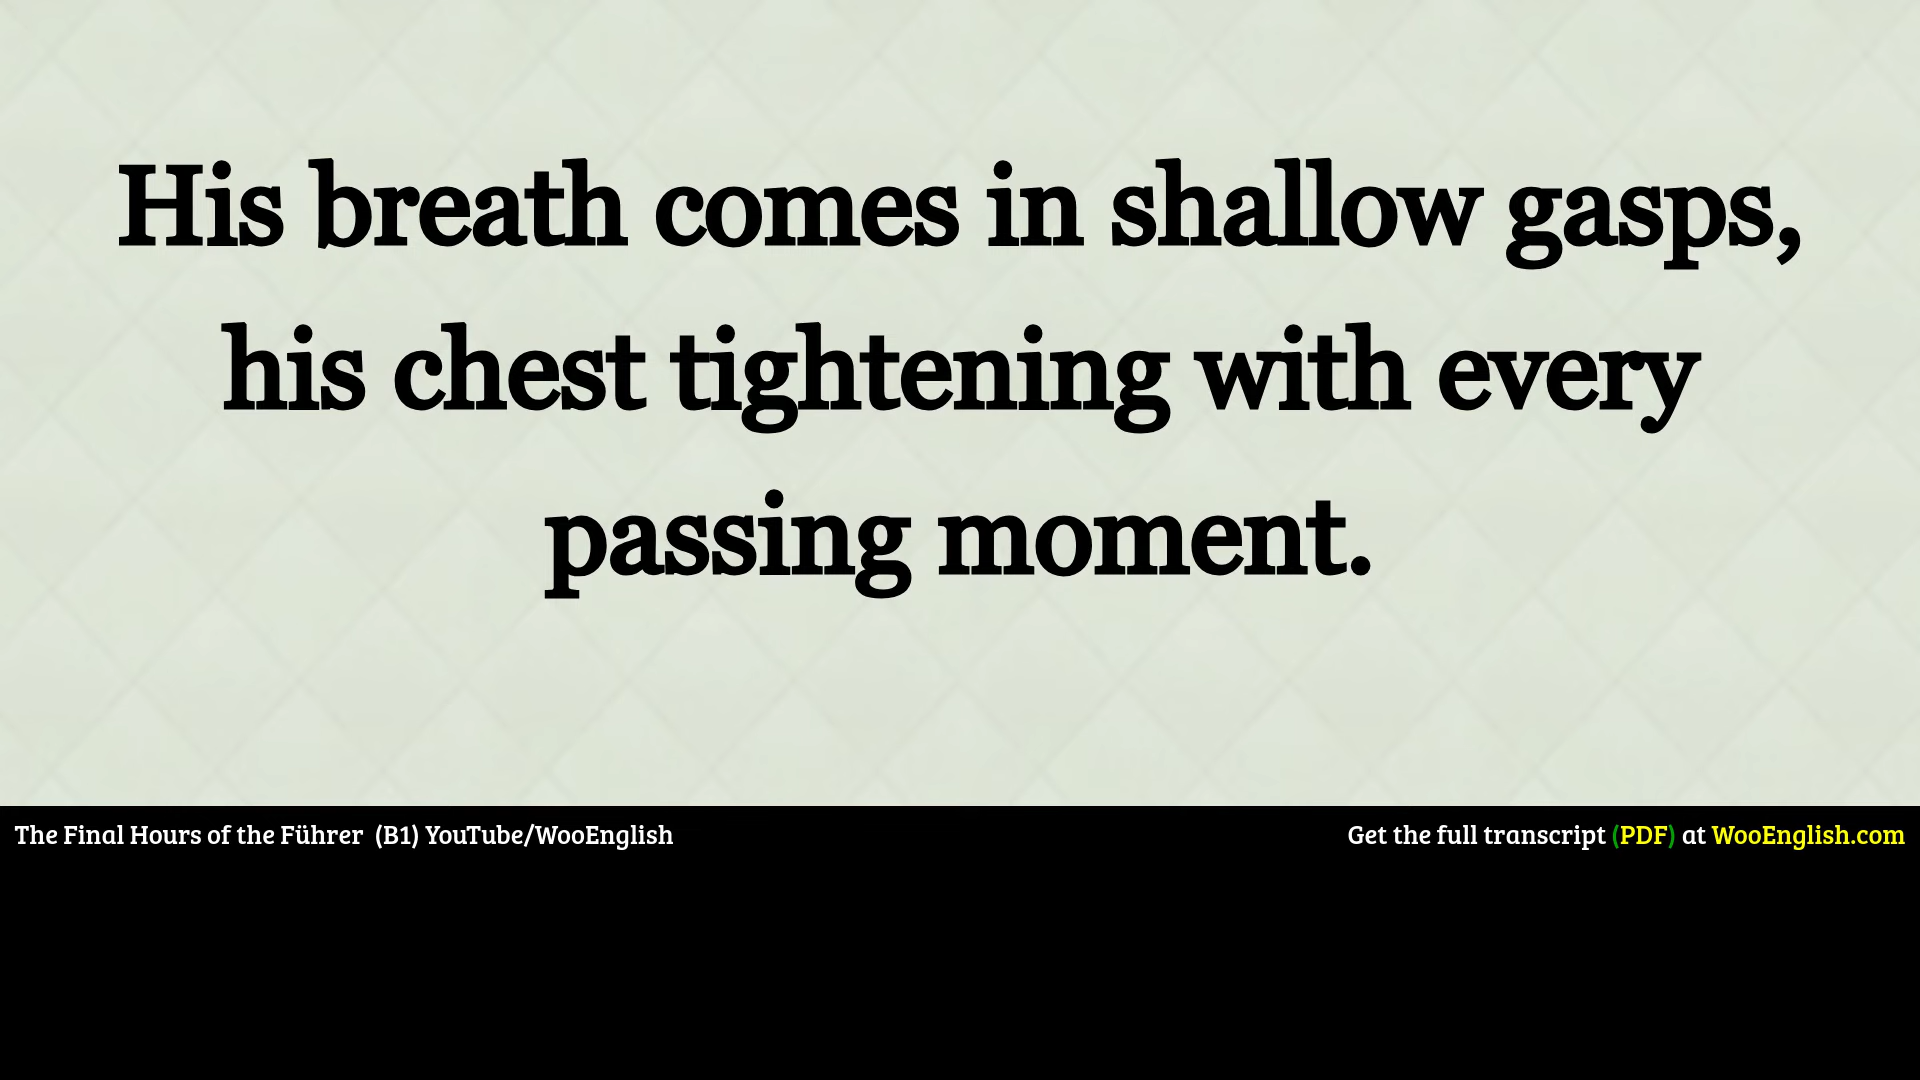 His breath comes in shallow gasps,
his chest tightening with every
passing moment.
The Final Hours of the Führer  (B1) YouTube/WooEnglish
Get the full transcript (PDF) at WooEnglish.com